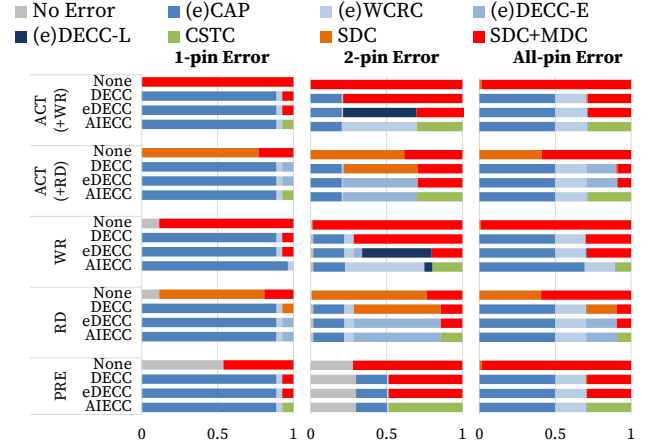 No Error (e)CAP (e)WCRC (e)DECC-E
(e)DECC-L CSTC SDC SDC+MDC
1-pin Error 2-pin Error All-pin Error
ACT (+WR)
None
DECC
eDECC
AIECC
ACT (+RD)
None
DECC
eDECC
AIECC
WR
None
DECC
eDECC
AIECC
RD
None
DECC
eDECC
AIECC
PRE
None
DECC
eDECC
AIECC
0 0.5 1 0 0.5 1 0 0.5 1